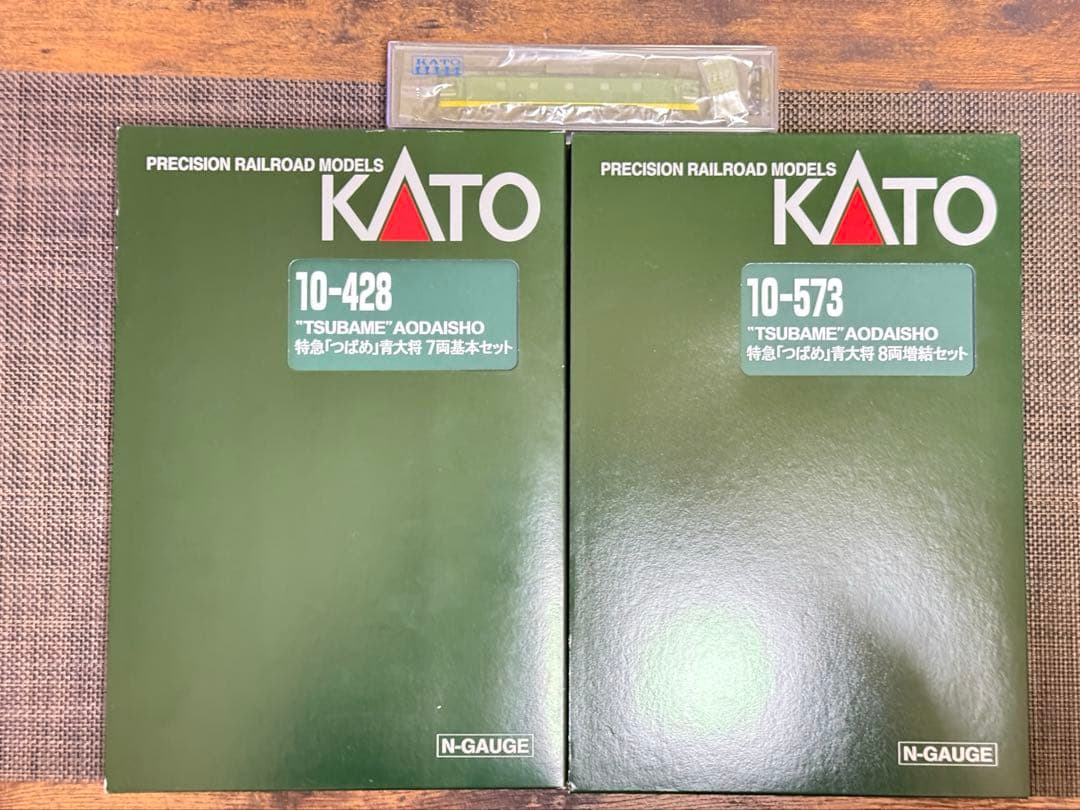 KATO
PRECISION RAILROAD MODELS
KATO
10-428
"TSUBAME" AODAISHO
特急「つばめ」青大将 7両基本セット
N-GAUGE
PRECISION RAILROAD MODELS
KATO
10-573
"TSUBAME" AODAISHO
特急「つばめ」青大将 8両増結セット
N-GAUGE